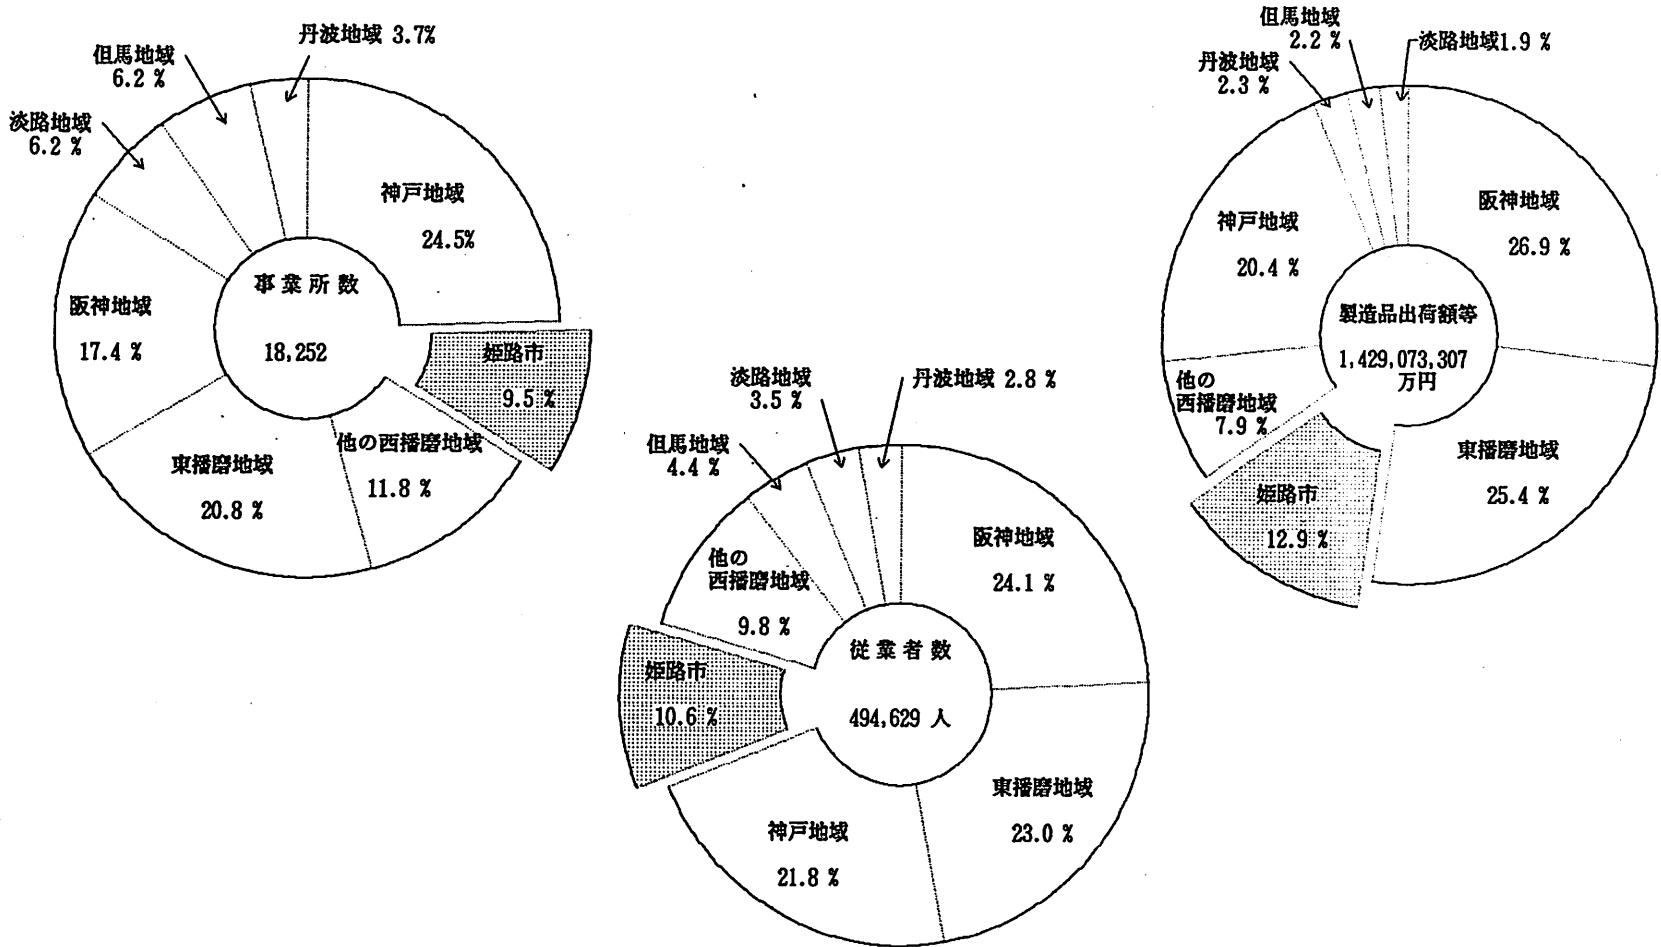 丹波地域 3.7%
但馬地域
6.2 %
淡路地域
6.2 %
神戸地域
24.5%
事業所数
18,252
阪神地域
17.4 %
姫路市
9.5 %
東播磨地域
20.8 %
他の西播磨地域
11.8 %
淡路地域
3.5 %
丹波地域 2.8 %
但馬地域
4.4 %
阪神地域
24.1 %
他の
西播磨地域
9.8 %
従業者数
494,629 人
姫路市
10.6 %
東播磨地域
23.0 %
神戸地域
21.8 %
但馬地域
2.2 %
淡路地域1.9 %
丹波地域
2.3 %
阪神地域
26.9 %
神戸地域
20.4 %
製造品出荷額等
1,429,073,307
万円
他の
西播磨地域
7.9 %
東播磨地域
25.4 %
姫路市
12.9 %